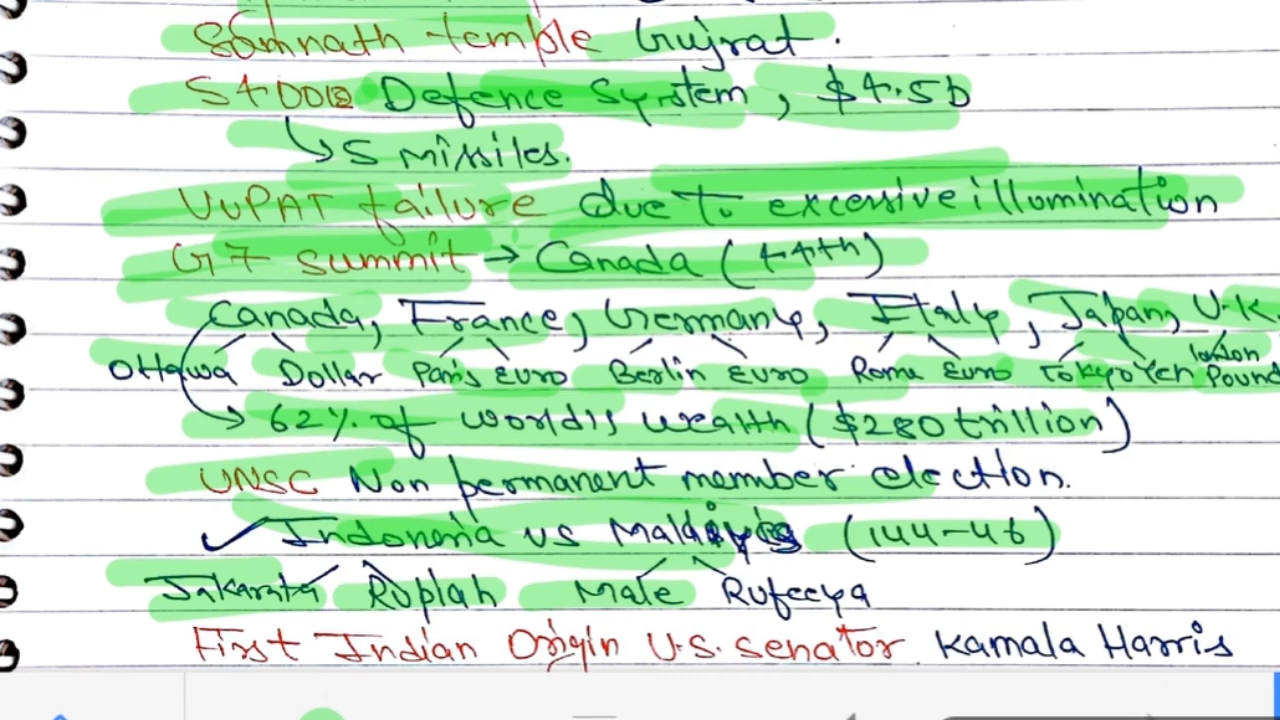 Somnath temple Gujrat.
S400 Defence System, $4.5b
↳ 5 missiles.
VVPAT failure due to excessive illumination
G7 summit → Canada (44th)
Canada, France, Germany, Italy, Japan, U.K.
Ottawa Dollar Paris Euro Berlin Euro Rome Euro Tokyo Yen london Pound
→ 62% of world's wealth ($280 trillion)
UNSC Non permanent member election.
✓ Indonesia vs Maldives (144-46)
Jakarta Rupiah Male Rufeeya
First Indian Origin U.S. senator Kamala Harris